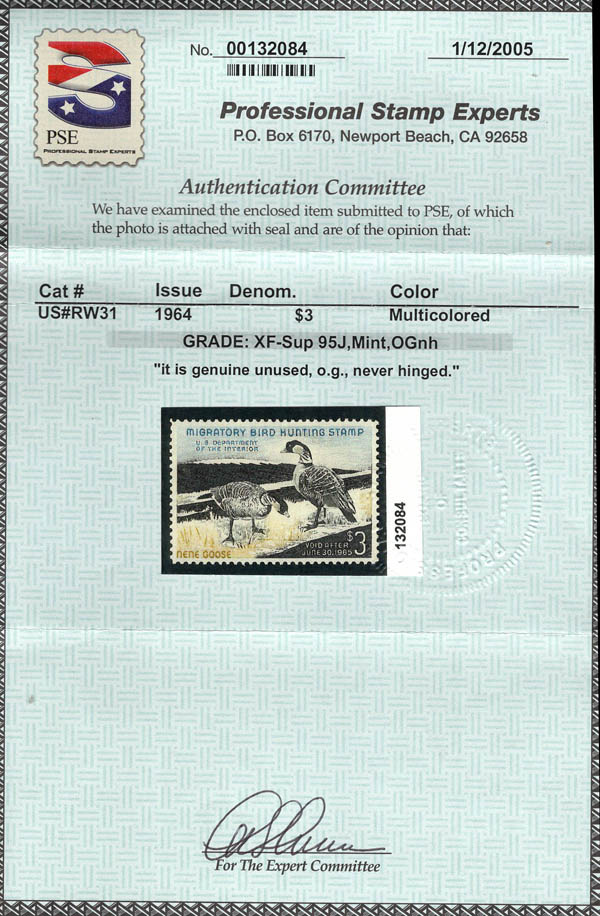 No. 00132084
1/12/2005
PSE
PROFESSIONAL STAMP EXPERTS
Professional Stamp Experts
P.O. Box 6170, Newport Beach, CA 92658
Authentication Committee
We have examined the enclosed item submitted to PSE, of which
the photo is attached with seal and are of the opinion that:
Cat # Issue Denom. Color
US#RW31 1964 $3 Multicolored
GRADE: XF-Sup 95J,Mint,OGnh
"it is genuine unused, o.g., never hinged."
MIGRATORY BIRD HUNTING STAMP
U.S. DEPARTMENT
OF THE INTERIOR
NENE GOOSE
VOID AFTER
JUNE 30, 1965
$3
132084
For The Expert Committee